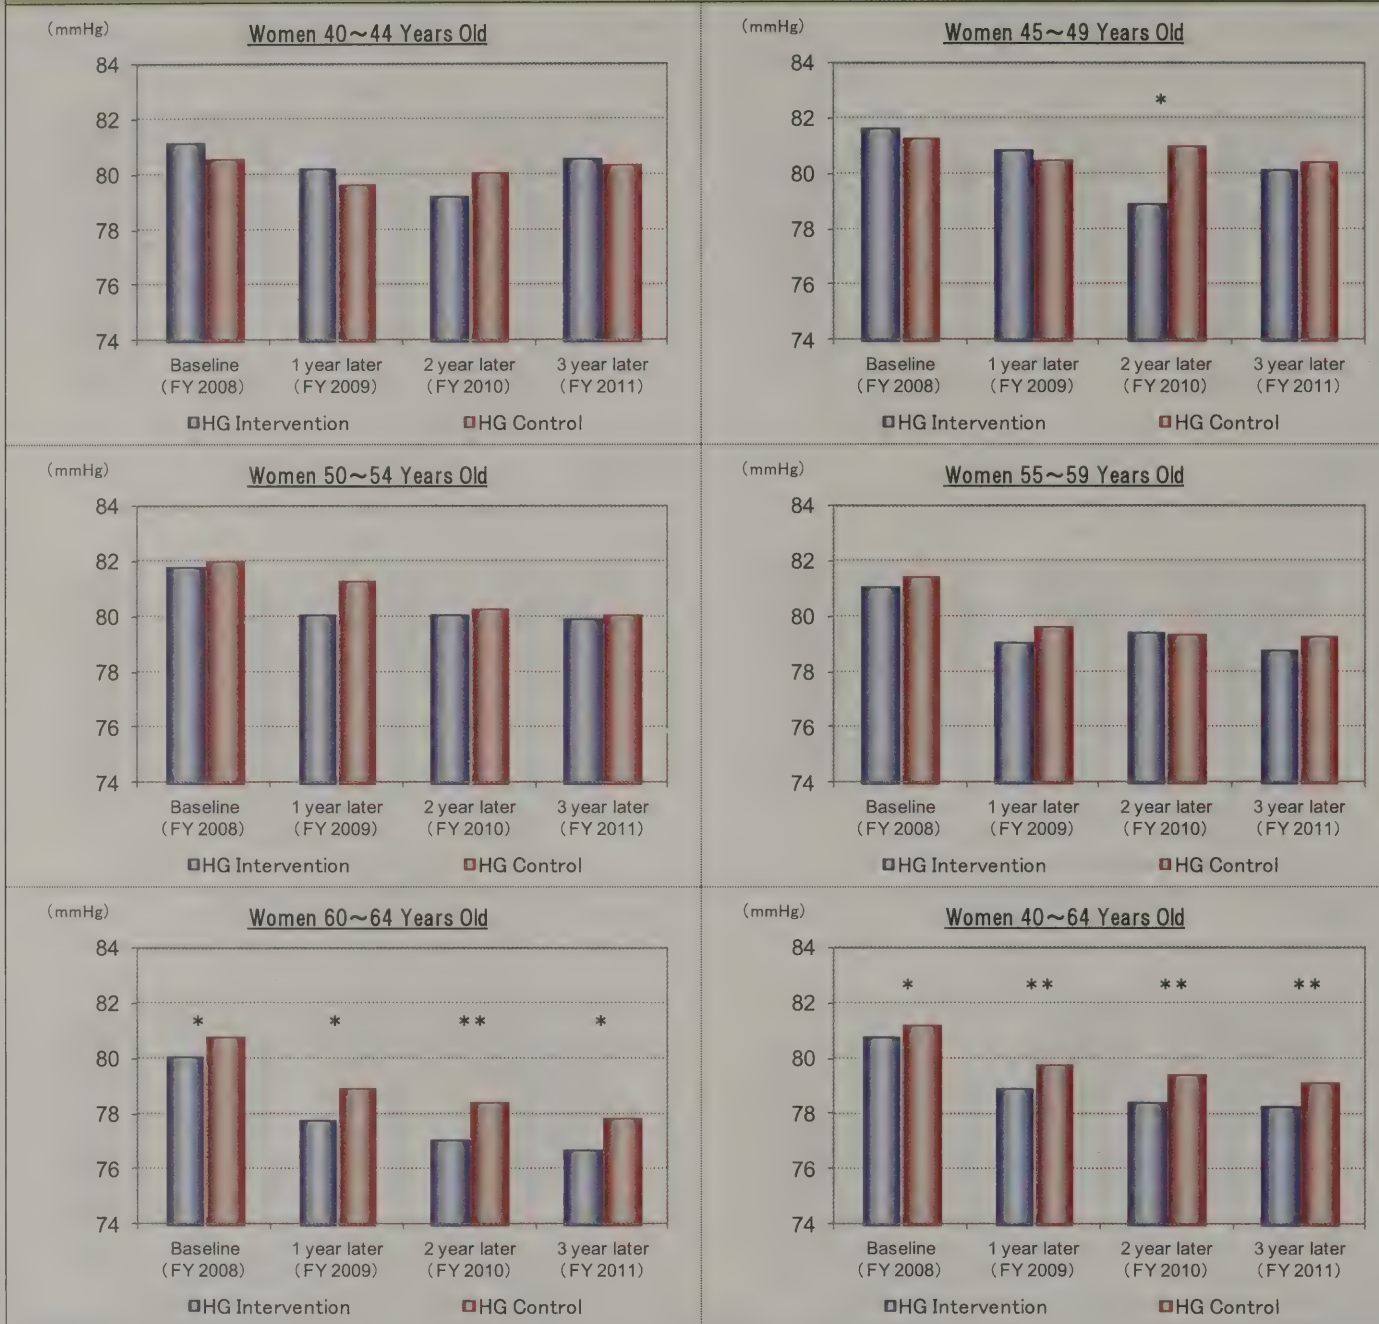 (mmHg)
Women 40～44 Years Old
84
82
*
80
78
76
74
Baseline 1 year later 2 year later 3 year later
(FY 2008) (FY 2009) (FY 2010) (FY 2011)
HG Intervention HG Control
(mmHg)
Women 45～49 Years Old
84
82
80
78
76
74
Baseline 1 year later 2 year later 3 year later
(FY 2008) (FY 2009) (FY 2010) (FY 2011)
HG Intervention HG Control
(mmHg)
Women 50～54 Years Old
84
82
80
78
76
74
Baseline 1 year later 2 year later 3 year later
(FY 2008) (FY 2009) (FY 2010) (FY 2011)
HG Intervention HG Control
(mmHg)
Women 55～59 Years Old
84
82
80
78
76
74
Baseline 1 year later 2 year later 3 year later
(FY 2008) (FY 2009) (FY 2010) (FY 2011)
HG Intervention HG Control
(mmHg)
Women 60～64 Years Old
84
82
* * ** *
80
78
76
74
Baseline 1 year later 2 year later 3 year later
(FY 2008) (FY 2009) (FY 2010) (FY 2011)
HG Intervention HG Control
(mmHg)
Women 40～64 Years Old
84
* ** ** **
82
80
78
76
74
Baseline 1 year later 2 year later 3 year later
(FY 2008) (FY 2009) (FY 2010) (FY 2011)
HG Intervention HG Control